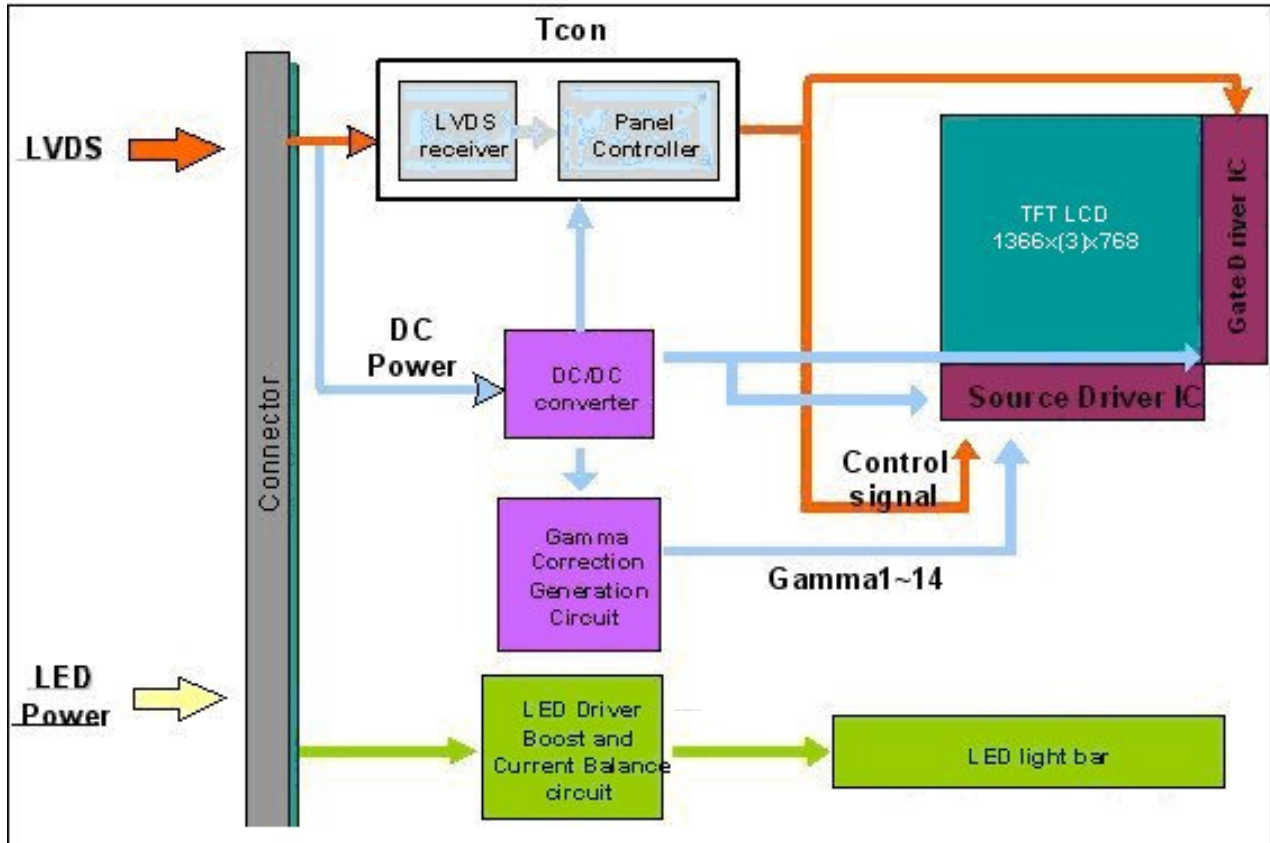 Tcon
LVDS
LVDS
receiver
Panel
Controller
Connector
TFT LCD
1366x(3)x768
Gate Driver IC
DC
Power
DC/DC
converter
Source Driver IC
Control
signal
Gamma
Correction
Generation
Circuit
Gamma1~14
LED
Power
LED Driver
Boost and
Current Balance
circuit
LED light bar